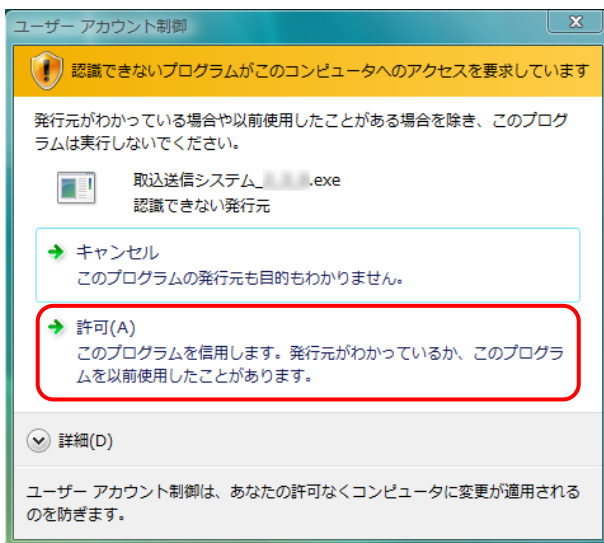 ユーザー アカウント制御
認識できないプログラムがこのコンピュータへのアクセスを要求しています
発行元がわかっている場合や以前使用したことがある場合を除き、このプログ
ラムは実行しないでください。
取込送信システム_ .exe
認識できない発行元
キャンセル
このプログラムの発行元も目的もわかりません。
許可(A)
このプログラムを信用します。発行元がわかっているか、このプログラ
ムを以前使用したことがあります。
詳細(D)
ユーザー アカウント制御は、あなたの許可なくコンピュータに変更が適用される
のを防ぎます。